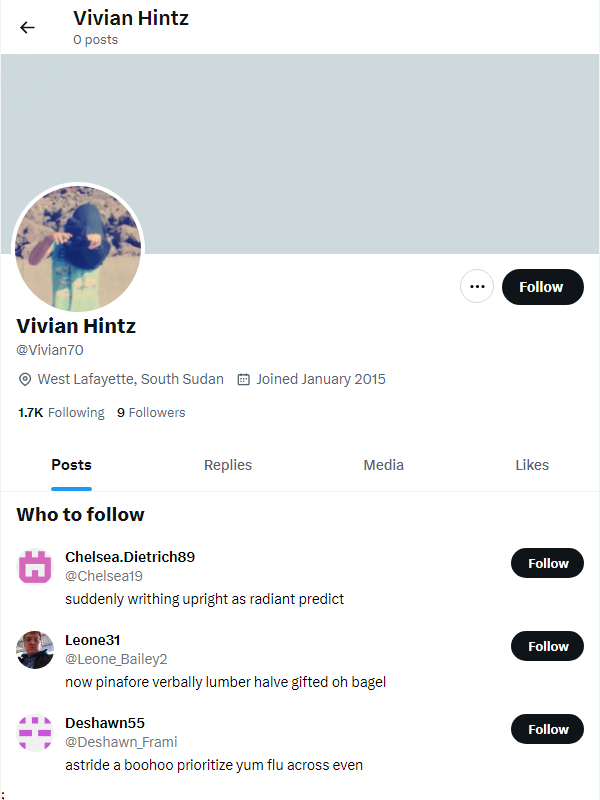 Vivian Hintz
0 posts
Follow
Vivian Hintz
@Vivian70
West Lafayette, South Sudan Joined January 2015
1.7K Following 9 Followers
Posts Replies Media Likes
Who to follow
Chelsea.Dietrich89
@Chelsea19
Follow
suddenly writhing upright as radiant predict
Leone31
@Leone_Bailey2
Follow
now pinafore verbally lumber halve gifted oh bagel
Deshawn55
@Deshawn_Frami
Follow
astride a boohoo prioritize yum flu across even
;